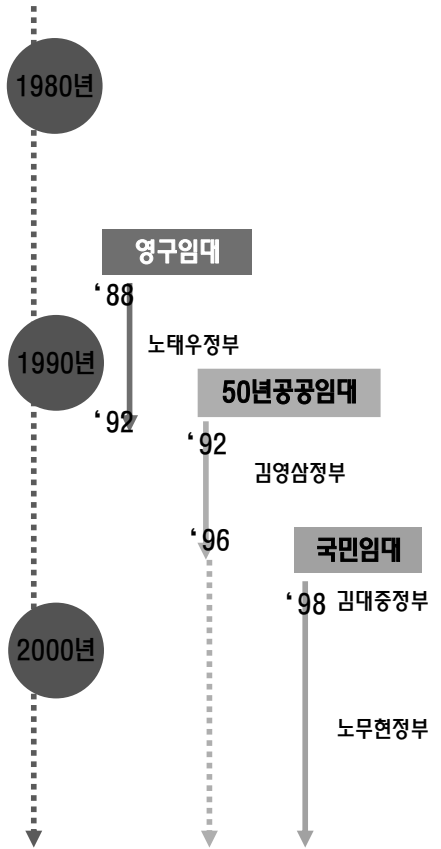 1980년
영구임대
‘88
노태우정부
1990년
50년공공임대
‘92
‘92
김영삼정부
‘96
국민임대
‘98 김대중정부
2000년
노무현정부